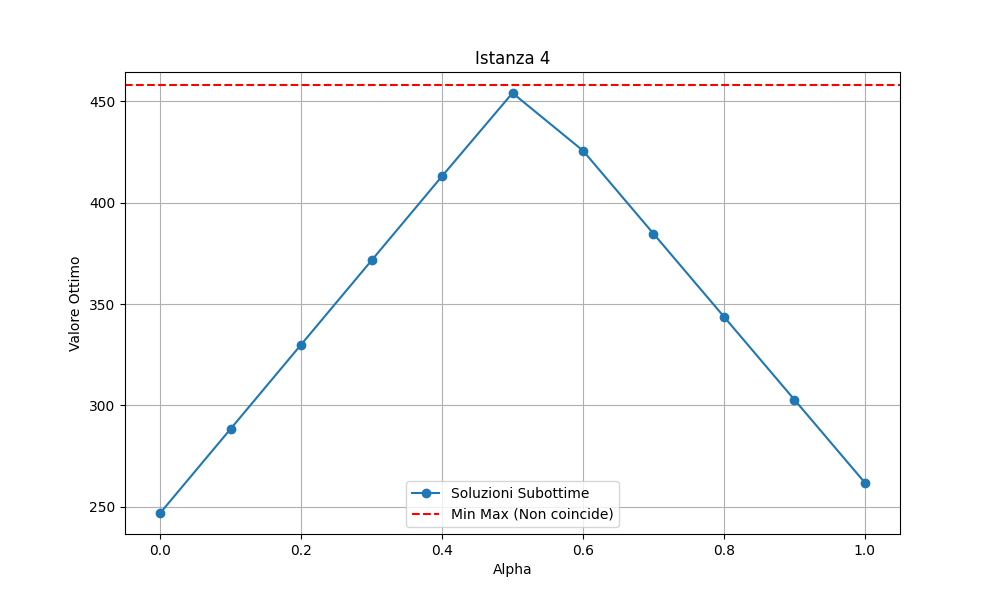 Istanza 4
Valore Ottimo
450
400
350
300
250
Soluzioni Subottime
Min Max (Non coincide)
0.0 0.2 0.4 0.6 0.8 1.0
Alpha